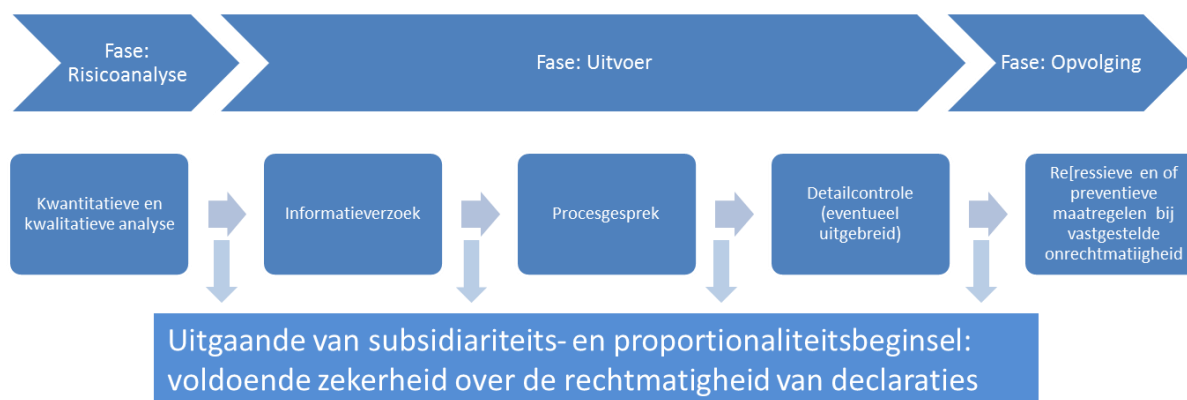 Fase:
Risicoanalyse
Fase: Uitvoer
Fase: Opvolging
Kwantitatieve en
kwalitatieve analyse
Informatieverzoek
Procesgesprek
Detailcontrole
(eventueel
uitgebreid)
Re[ressieve en of
preventieve
maatregelen bij
vastgestelde
onrechtmatiigheid
Uitgaande van subsidiariteits- en proportionaliteitsbeginsel:
voldoende zekerheid over de rechtmatigheid van declaraties